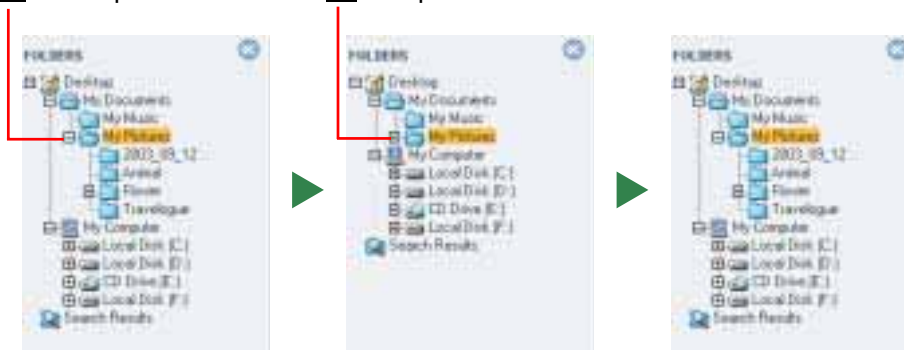 FOLDERS
Desktop
My Documents
My Music
My Pictures
2003_09_12
Animal
Flower
Travelogue
My Computer
Local Disk (C:)
Local Disk (D:)
CD Drive (E:)
Local Disk (F:)
Search Results
FOLDERS
Desktop
My Documents
My Music
My Pictures
My Computer
Local Disk (C:)
Local Disk (D:)
CD Drive (E:)
Local Disk (F:)
Search Results
FOLDERS
Desktop
My Documents
My Music
My Pictures
2003_09_12
Animal
Flower
Travelogue
My Computer
Local Disk (C:)
Local Disk (D:)
CD Drive (E:)
Local Disk (F:)
Search Results